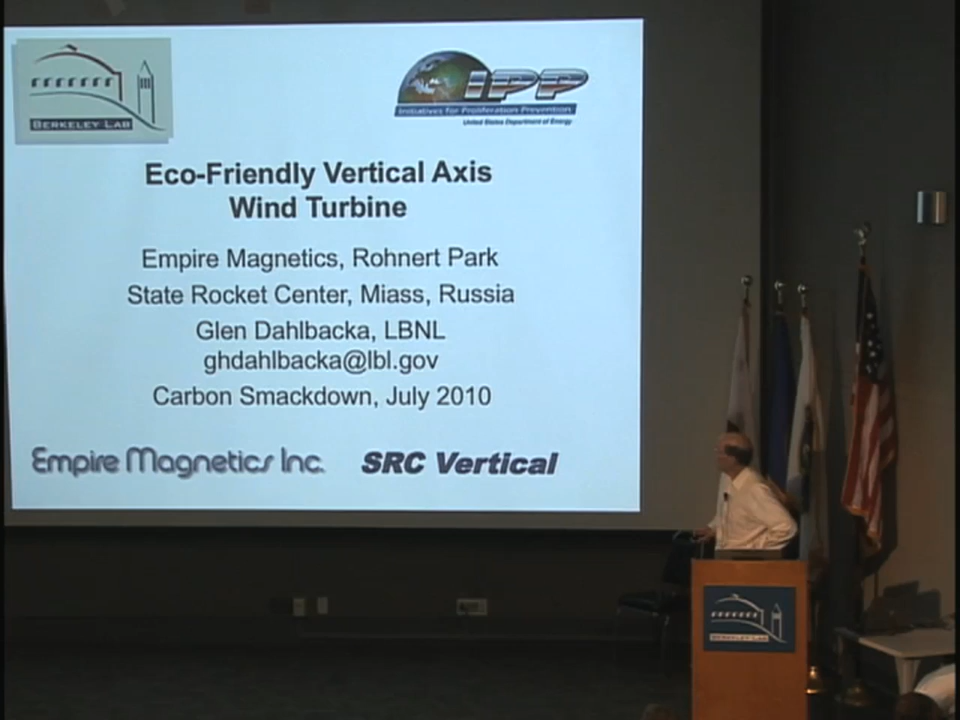 BERKELEY LAB
IPP
Initiatives for Proliferation Prevention
United States Department of Energy
Eco-Friendly Vertical Axis
Wind Turbine
Empire Magnetics, Rohnert Park
State Rocket Center, Miass, Russia
Glen Dahlbacka, LBNL
ghdahlbacka@lbl.gov
Carbon Smackdown, July 2010
Empire Magnetics Inc.
SRC Vertical
BERKELEY LAB